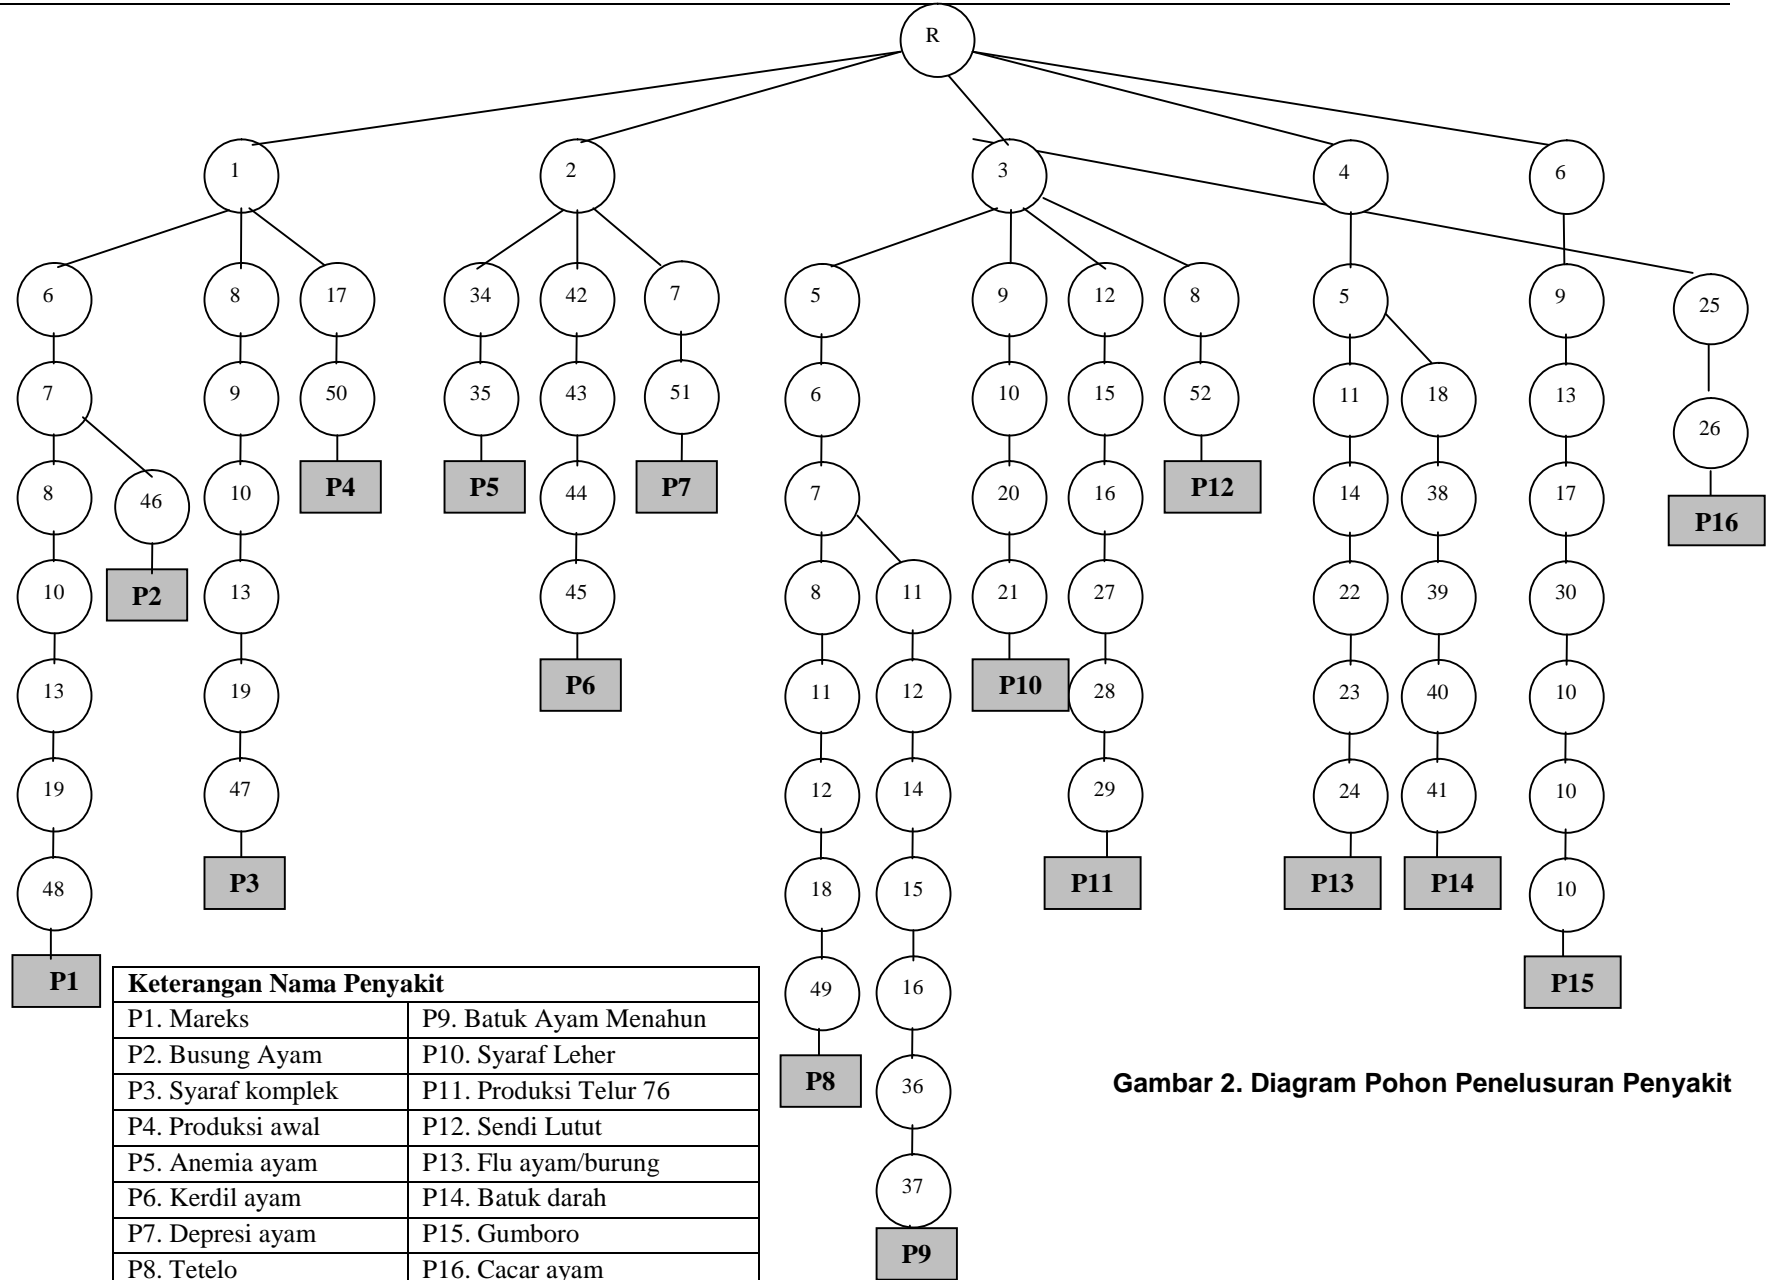 R
1 2 3 4 6
6 8 17 34 42 7 5 9 12 8 5 9 25
7 9 50 35 43 51 6 10 15 52 11 18 13 26
8 46 10 P4 P5 44 P7 7 20 16 P12 14 38 17 P16
10 P2 13 45 8 11 21 27 22 39 30
13 19 P6 11 12 P10 28 23 40 10
19 47 12 14 29 24 41 10
48 P3 18 15 P11 P13 P14 10
P1 49 16 P15
P8 36
37
P9
Keterangan Nama Penyakit
P1. Mareks P9. Batuk Ayam Menahun
P2. Busung Ayam P10. Syaraf Leher
P3. Syaraf komplek P11. Produksi Telur 76
P4. Produksi awal P12. Sendi Lutut
P5. Anemia ayam P13. Flu ayam/burung
P6. Kerdil ayam P14. Batuk darah
P7. Depresi ayam P15. Gumboro
P8. Tetelo P16. Cacar ayam
Gambar 2. Diagram Pohon Penelusuran Penyakit